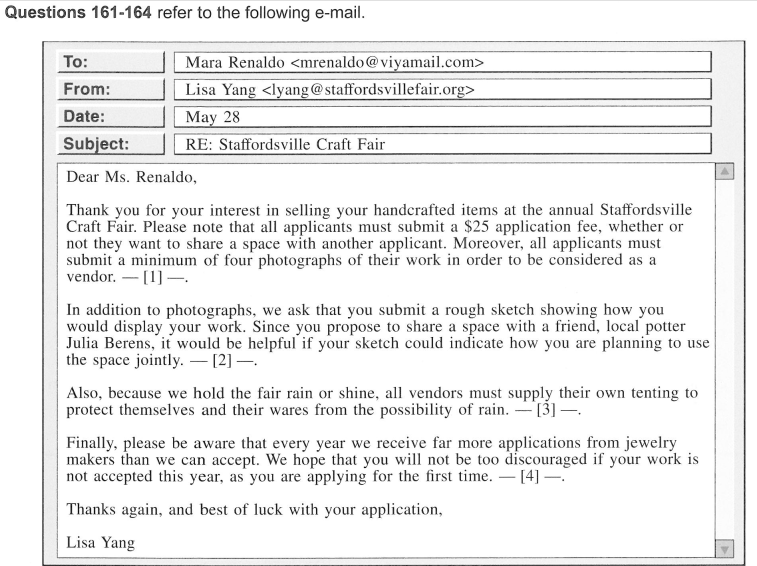 Questions 161-164 refer to the following e-mail.
To: Mara Renaldo <mrenaldo@viyamail.com>
From: Lisa Yang <lyang@staffordsvillefair.org>
Date: May 28
Subject: RE: Staffordsville Craft Fair
Dear Ms. Renaldo,
Thank you for your interest in selling your handcrafted items at the annual Staffordsville
Craft Fair. Please note that all applicants must submit a $25 application fee, whether or
not they want to share a space with another applicant. Moreover, all applicants must
submit a minimum of four photographs of their work in order to be considered as a
vendor. — [1] —.
In addition to photographs, we ask that you submit a rough sketch showing how you
would display your work. Since you propose to share a space with a friend, local potter
Julia Berens, it would be helpful if your sketch could indicate how you are planning to use
the space jointly. — [2] —.
Also, because we hold the fair rain or shine, all vendors must supply their own tenting to
protect themselves and their wares from the possibility of rain. — [3] —.
Finally, please be aware that every year we receive far more applications from jewelry
makers than we can accept. We hope that you will not be too discouraged if your work is
not accepted this year, as you are applying for the first time. — [4] —.
Thanks again, and best of luck with your application,
Lisa Yang